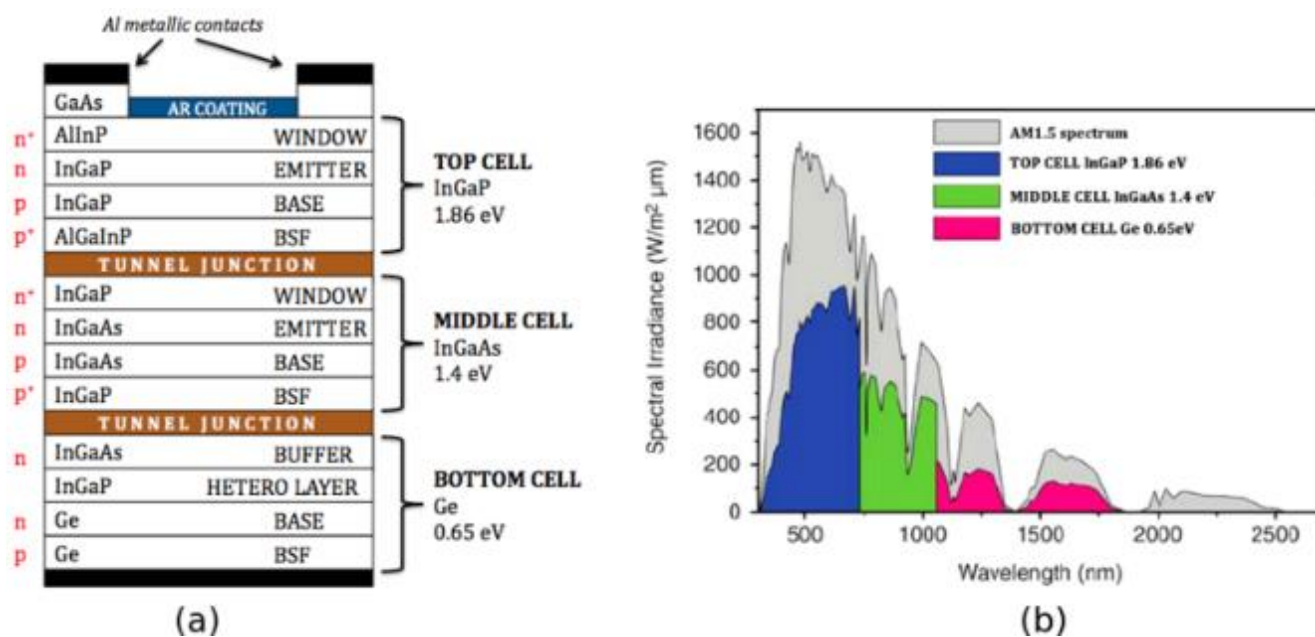 Al metallic contacts
GaAs
AR COATING
n⁺ AlInP WINDOW
n InGaP EMITTER
p InGaP BASE
p⁺ AlGaInP BSF
TOP CELL
InGaP
1.86 eV
TUNNEL JUNCTION
n⁺ InGaP WINDOW
n InGaAs EMITTER
p InGaAs BASE
p⁺ InGaP BSF
MIDDLE CELL
InGaAs
1.4 eV
TUNNEL JUNCTION
n InGaAs BUFFER
InGaP HETERO LAYER
n Ge BASE
p Ge BSF
BOTTOM CELL
Ge
0.65 eV
(a)
Spectral Irradiance (W/m² µm)
1600
1400
1200
1000
800
600
400
200
0
AM1.5 spectrum
TOP CELL InGaP 1.86 eV
MIDDLE CELL InGaAs 1.4 eV
BOTTOM CELL Ge 0.65eV
500 1000 1500 2000 2500
Wavelength (nm)
(b)